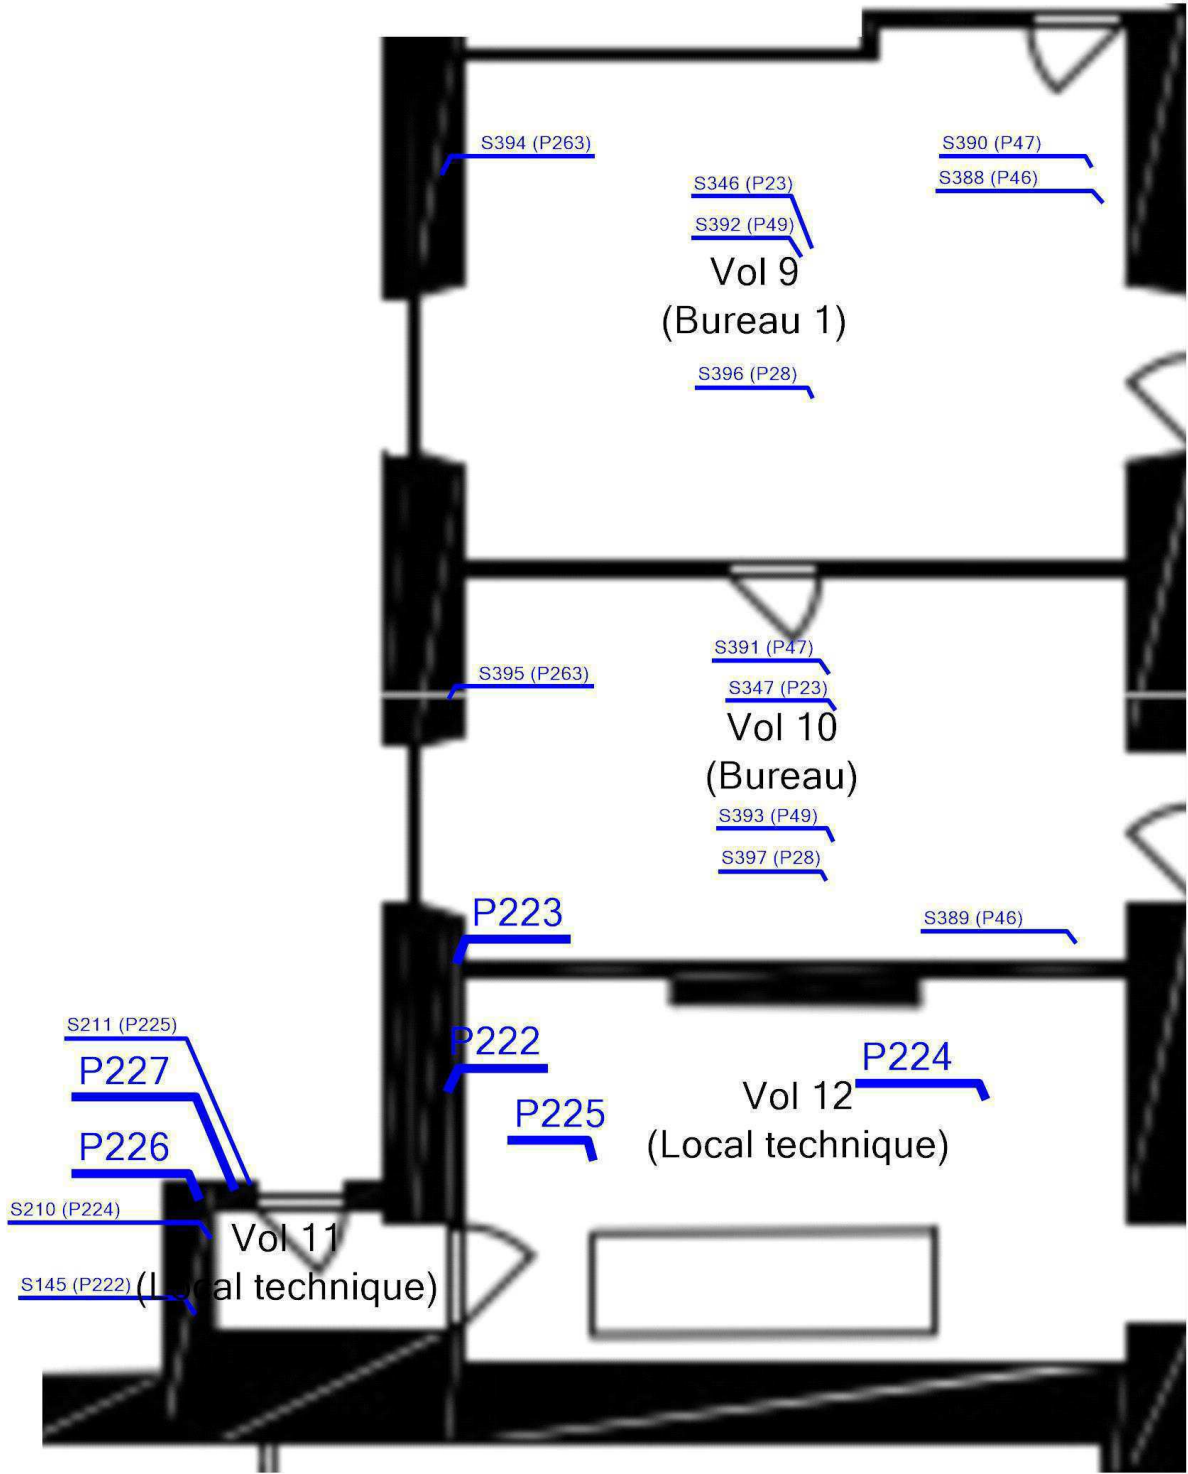 S394 (P263)
S390 (P47)
S346 (P23)
S388 (P46)
S392 (P49)
Vol 9
(Bureau 1)
S396 (P28)
S391 (P47)
S395 (P263)
S347 (P23)
Vol 10
(Bureau)
S393 (P49)
S397 (P28)
P223
S389 (P46)
S211 (P225)
P222
P227
P224
Vol 12
P225
(Local technique)
P226
S210 (P224)
Vol 11
S145 (P222)
(Local technique)